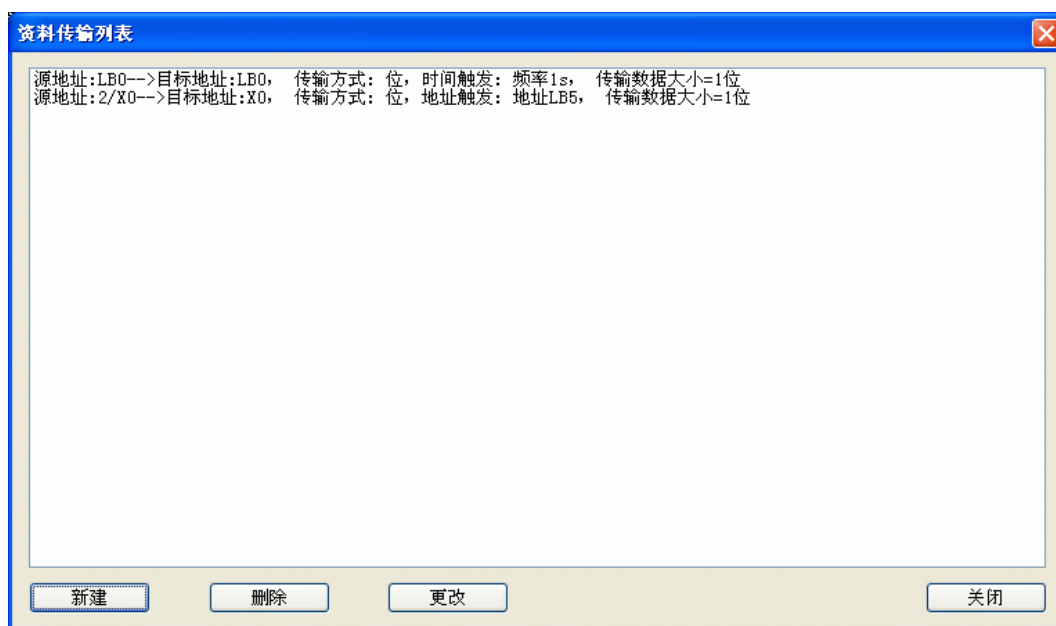 资料传输列表
源地址:LB0-->目标地址:LB0, 传输方式: 位, 时间触发: 频率1s, 传输数据大小=1位
源地址:2/X0-->目标地址:X0, 传输方式: 位, 地址触发: 地址LB5, 传输数据大小=1位
新建 删除 更改 关闭